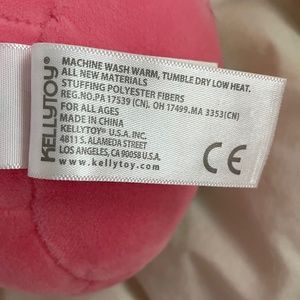 KELLYTOY®
MACHINE WASH WARM, TUMBLE DRY LOW HEAT.
ALL NEW MATERIALS
STUFFING POLYESTER FIBERS
REG.NO.PA 17539 (CN). OH 17499.MA 3353(CN)
FOR ALL AGES
MADE IN CHINA
KELLYTOY® U.S.A. INC.
4811 S. ALAMEDA STREET
LOS ANGELES, CA 90058 U.S.A.
www.kellytoy.com
CE